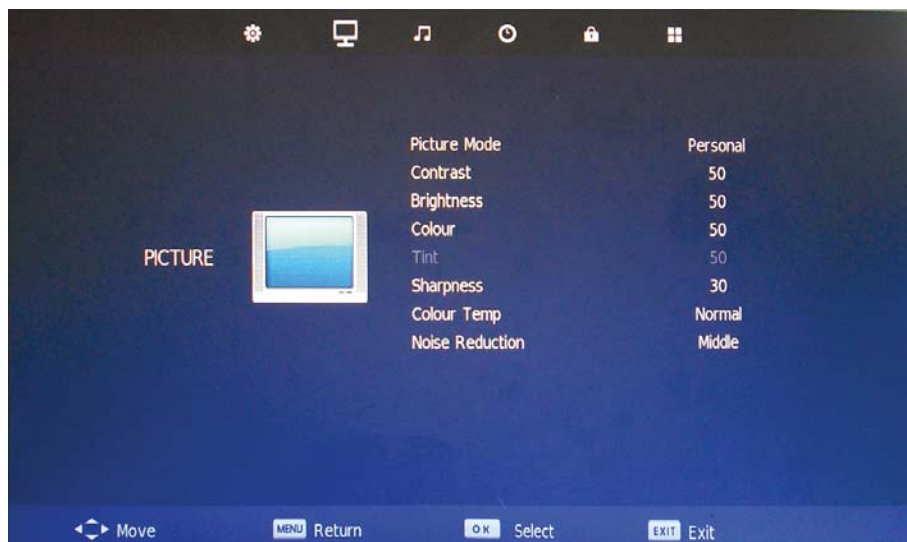 Picture Mode Personal
Contrast 50
Brightness 50
Colour 50
PICTURE
Tint 50
Sharpness 30
Colour Temp Normal
Noise Reduction Middle
Move MENU Return OK Select EXIT Exit